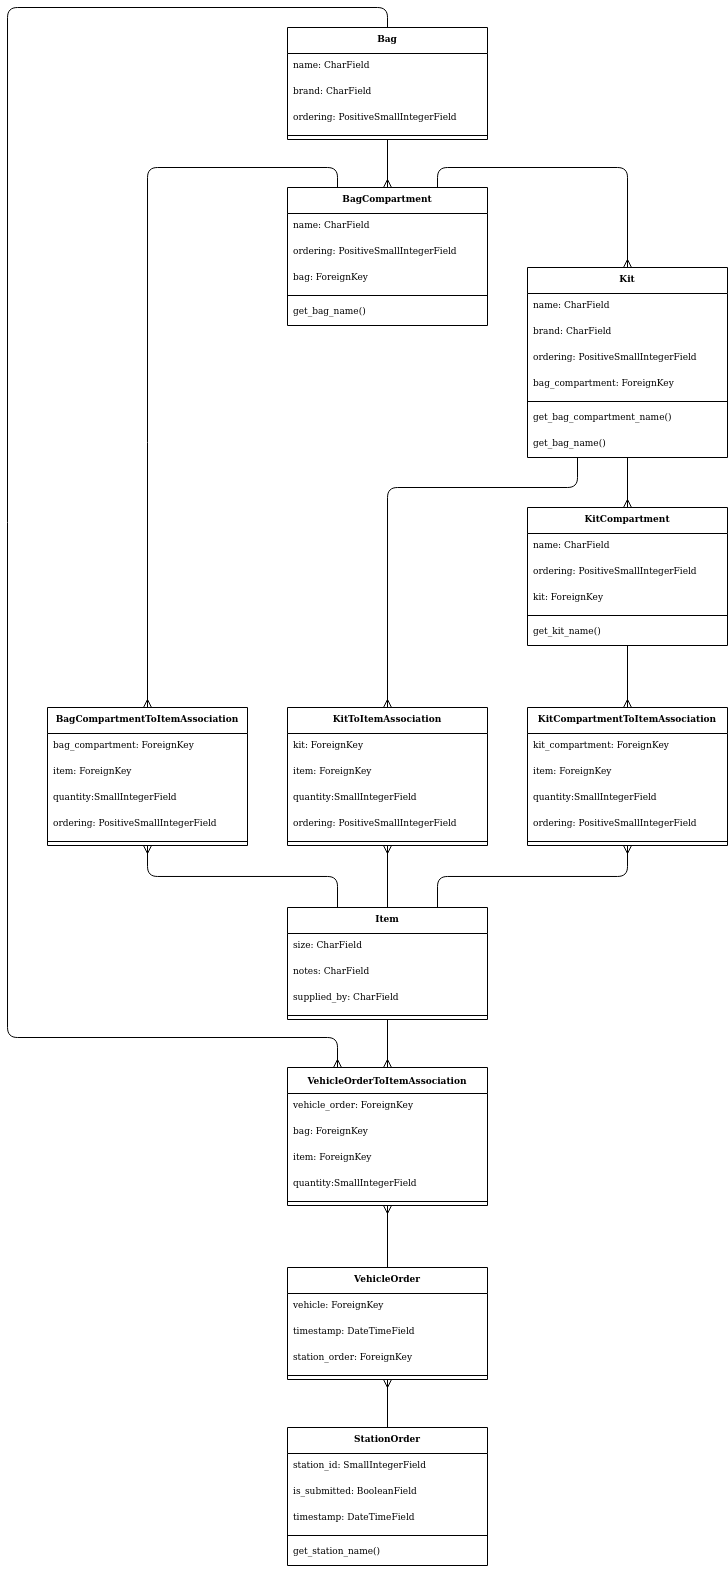 Bag
name: CharField
brand: CharField
ordering: PositiveSmallIntegerField
BagCompartment
name: CharField
ordering: PositiveSmallIntegerField
bag: ForeignKey
get_bag_name()
Kit
name: CharField
brand: CharField
ordering: PositiveSmallIntegerField
bag_compartment: ForeignKey
get_bag_compartment_name()
get_bag_name()
KitCompartment
name: CharField
ordering: PositiveSmallIntegerField
kit: ForeignKey
get_kit_name()
BagCompartmentToItemAssociation
bag_compartment: ForeignKey
item: ForeignKey
quantity:SmallIntegerField
ordering: PositiveSmallIntegerField
KitToItemAssociation
kit: ForeignKey
item: ForeignKey
quantity:SmallIntegerField
ordering: PositiveSmallIntegerField
KitCompartmentToItemAssociation
kit_compartment: ForeignKey
item: ForeignKey
quantity:SmallIntegerField
ordering: PositiveSmallIntegerField
Item
size: CharField
notes: CharField
supplied_by: CharField
VehicleOrderToItemAssociation
vehicle_order: ForeignKey
bag: ForeignKey
item: ForeignKey
quantity:SmallIntegerField
VehicleOrder
vehicle: ForeignKey
timestamp: DateTimeField
station_order: ForeignKey
StationOrder
station_id: SmallIntegerField
is_submitted: BooleanField
timestamp: DateTimeField
get_station_name()